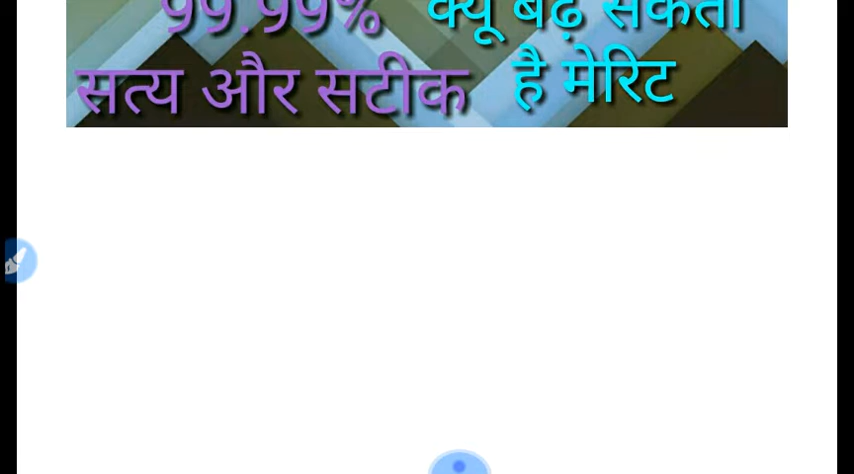 99.99% क्यू बढ़ सकती
सत्य और सटीक है मेरिट